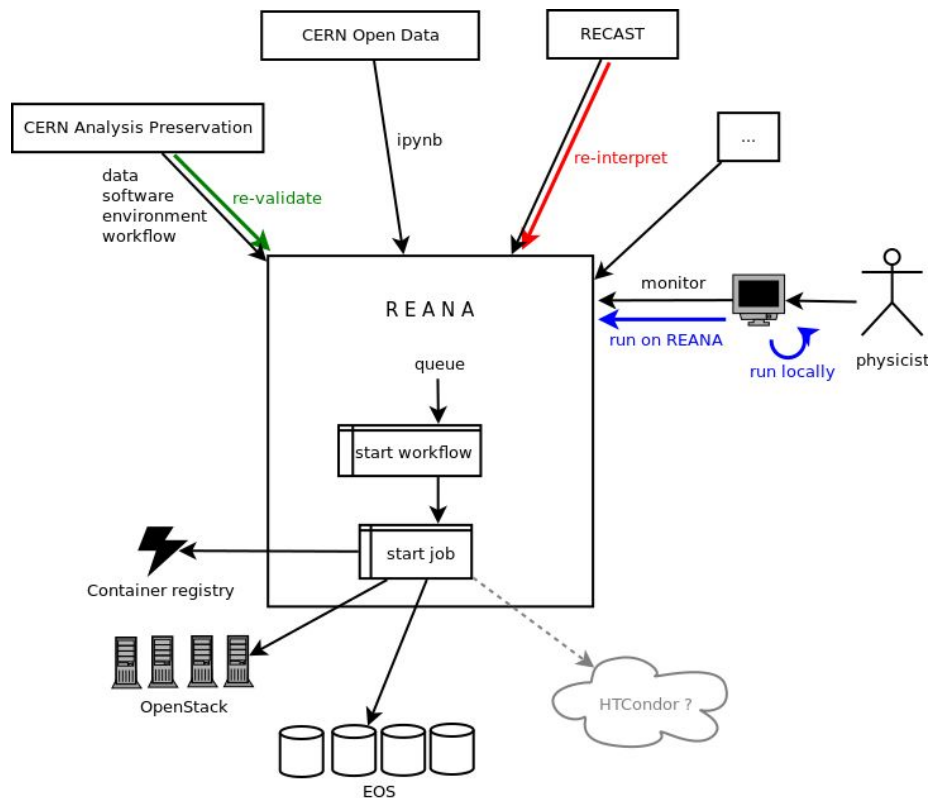 CERN Open Data
RECAST
CERN Analysis Preservation
...
ipynb
re-interpret
data
software
environment
workflow
re-validate
REANA
monitor
run on REANA
run locally
physicist
queue
start workflow
start job
Container registry
OpenStack
HTCondor ?
EOS